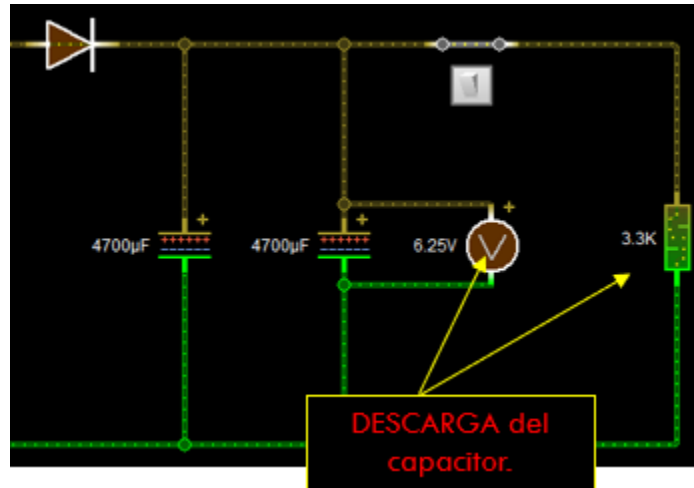 4700µF
4700µF
6.25V
V
3.3K
DESCARGA del
capacitor.